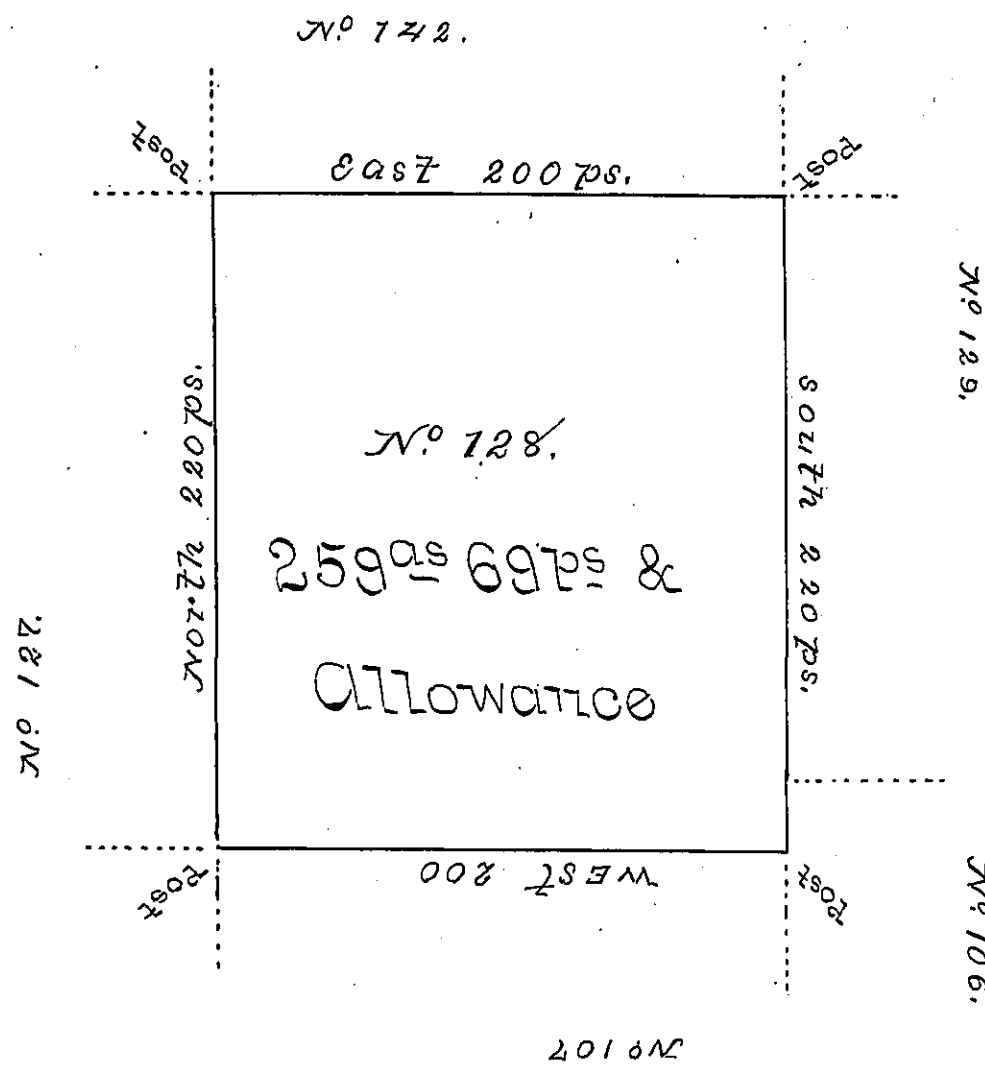 No 142.
Post
East 200 ps.
Post
No 129.
North 220 ps.
South 220 ps.
No 128.
259as 69ps &
allowance
No 127
Post
West 200
Post
No 106.
No 107